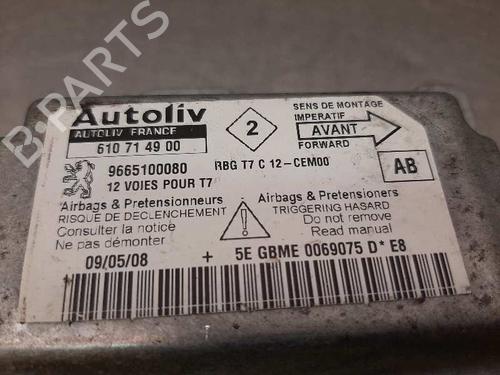 Autoliv
AUTOLIV FRANCE
610 71 49 00
2
SENS DE MONTAGE
IMPERATIF
AVANT
FORWARD
9665100080
RBG T7 C 12-CEM00
12 VOIES POUR T7
AB
Airbags & Pretensionneurs
RISQUE DE DECLENCHEMENT
Consulter la notice
Ne pas démonter
Airbags & Pretensioners
TRIGGERING HASARD
Do not remove
Read manual
09/05/08
+ 5E GBME 0069075 D* E8
B-PARTS